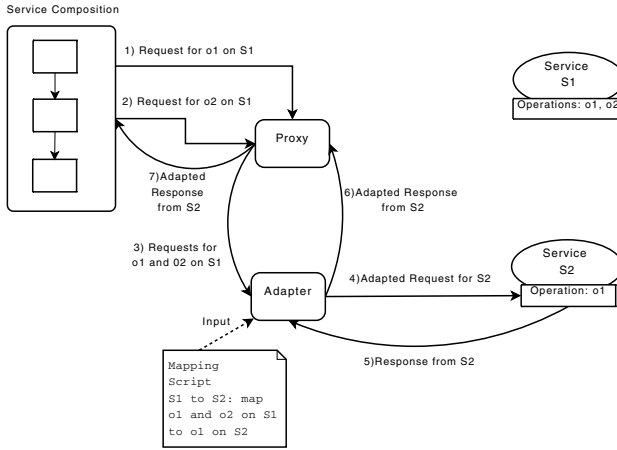 Service Composition
1) Request for o1 on S1
2) Request for o2 on S1
Service
S1
Operations: o1, o2
Proxy
7)Adapted
Response
from S2
6)Adapted Response
from S2
3) Requests for
o1 and 02 on S1
Adapter
4)Adapted Request for S2
Service
S2
Operation: o1
Input
5)Response from S2
Mapping
Script
S1 to S2: map
o1 and o2 on S1
to o1 on S2